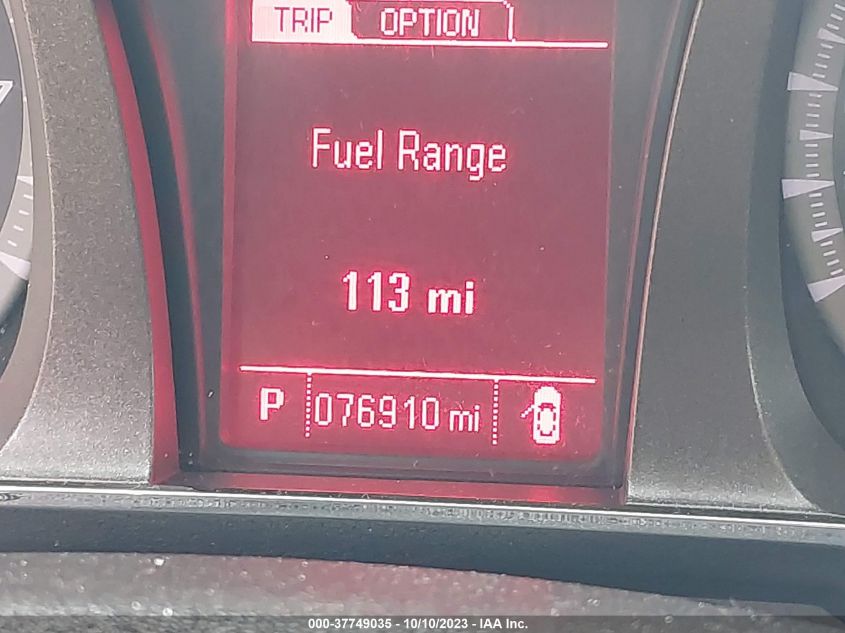 TRIP OPTION
Fuel Range
113 mi
P 076910 mi
000-37749035 - 10/10/2023 - IAA Inc.